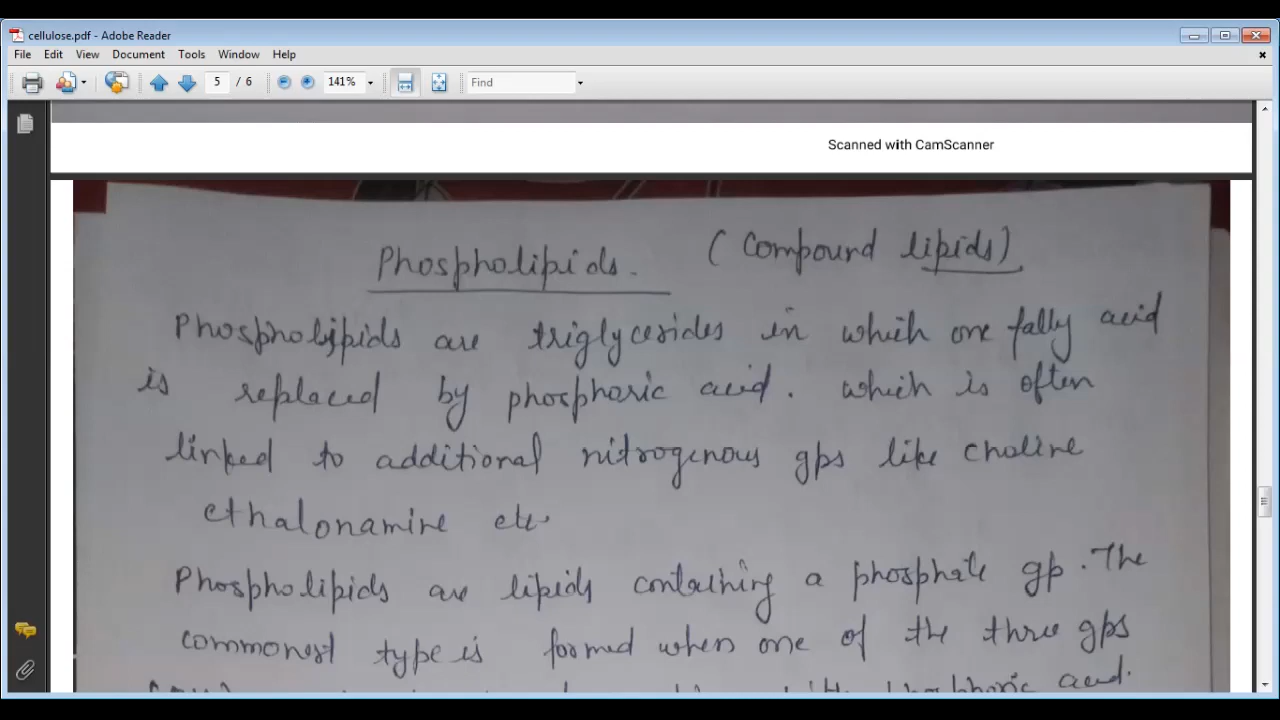 cellulose.pdf - Adobe Reader
File Edit View Document Tools Window Help
5 / 6 141% Find
Scanned with CamScanner
Phospholipids. (Compound lipids)
Phospholipids are triglycerides in which one fatty acid
is replaced by phosphoric acid. which is often
linked to additional nitrogenous gps like choline
ethalonamine etc.
Phospholipids are lipids containing a phosphate gp. The
commonest type is formed when one of the three gps
phosphoric acid.